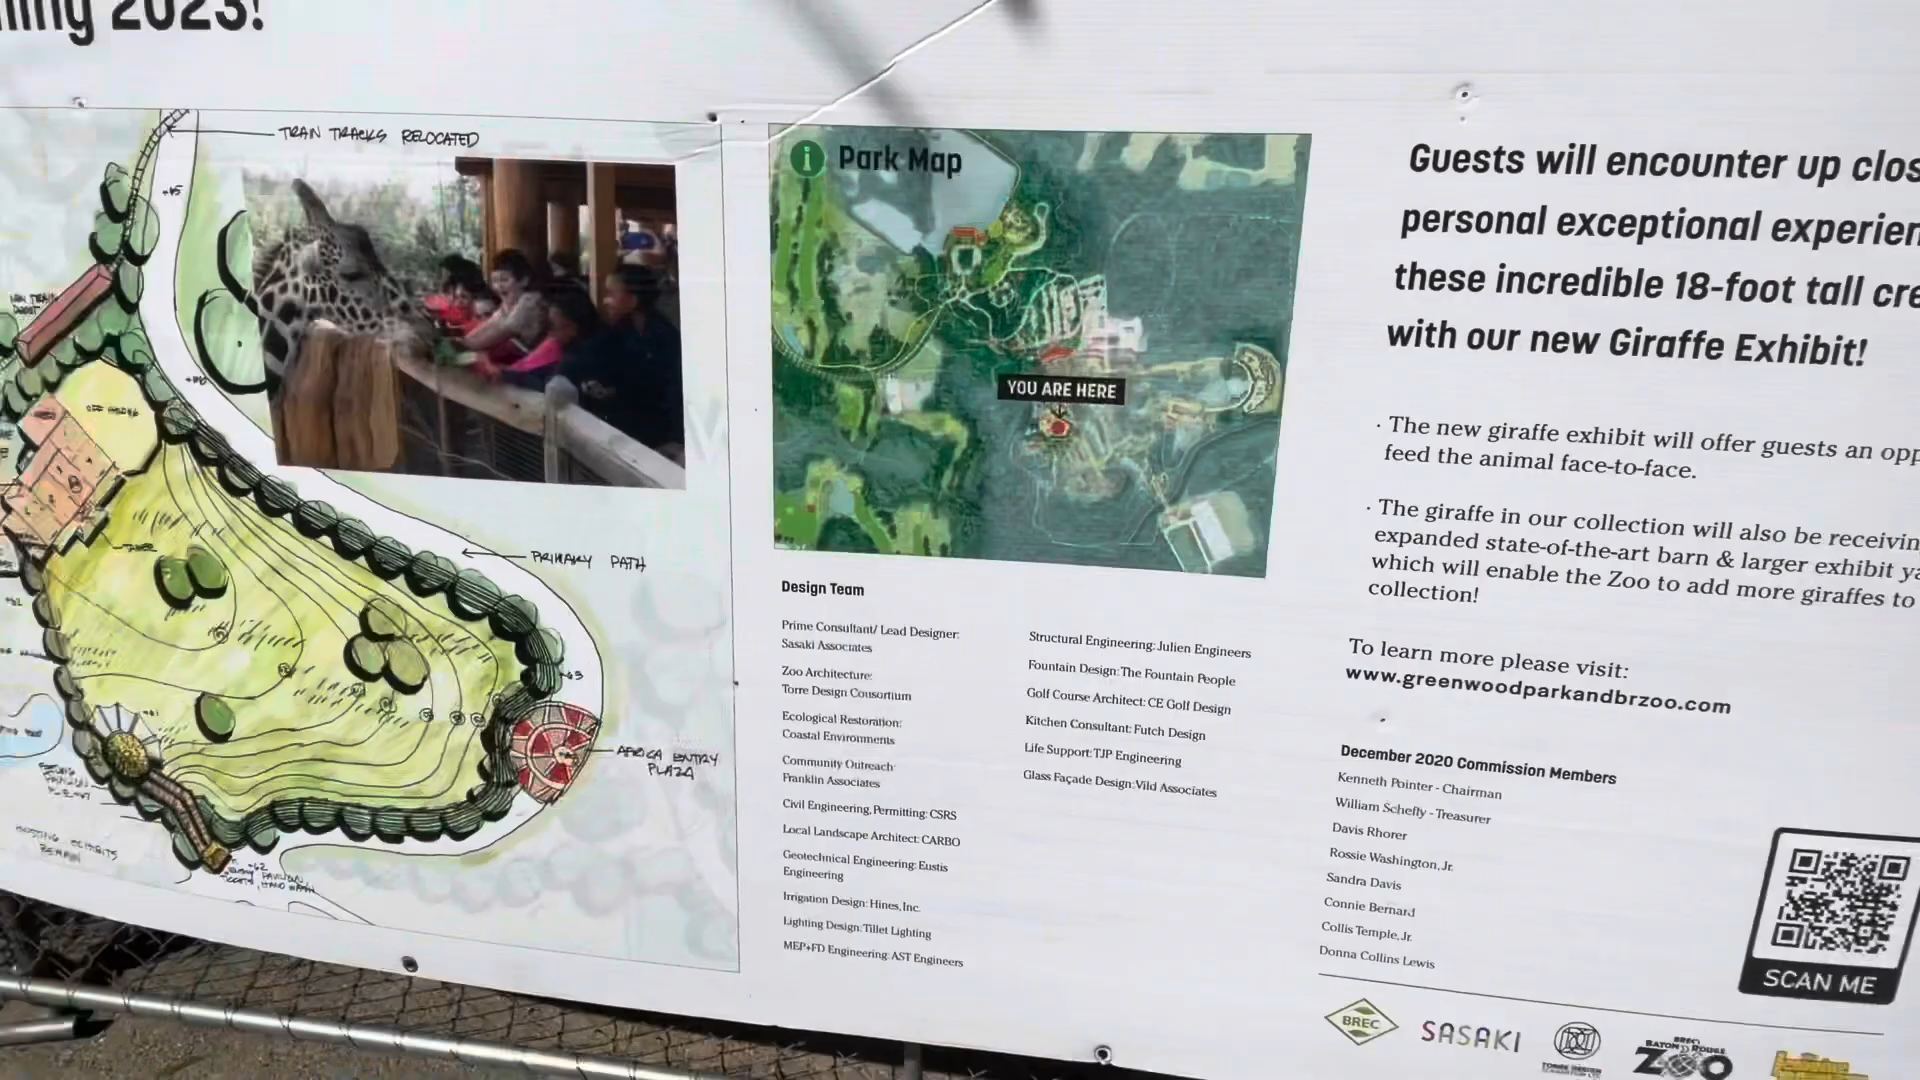 2023!
TRAIN TRACKS RELOCATED
PRIMARY PATH
AFRICA ENTRY
PLAZA
EXISTING EXHIBITS
REMAIN
i Park Map
YOU ARE HERE
Design Team
Prime Consultant/ Lead Designer:
Sasaki Associates
Zoo Architecture:
Torre Design Consortium
Ecological Restoration:
Coastal Environments
Community Outreach:
Franklin Associates
Civil Engineering, Permitting: CSRS
Local Landscape Architect: CARBO
Geotechnical Engineering: Eustis
Engineering
Irrigation Design: Hines, Inc.
Lighting Design: Tillet Lighting
MEP+FD Engineering: AST Engineers
Structural Engineering: Julien Engineers
Fountain Design: The Fountain People
Golf Course Architect: CE Golf Design
Kitchen Consultant: Futch Design
Life Support: TJP Engineering
Glass Façade Design: Vild Associates
Guests will encounter up
personal exceptional
these incredible 18-foot tall
with our new Giraffe Exhibit!
· The new giraffe exhibit will offer guests an
feed the animal face-to-face.
· The giraffe in our collection will also be
expanded state-of-the-art barn & larger exhibit
which will enable the Zoo to add more giraffes to
collection!
To learn more please visit:
www.greenwoodparkandbrzoo.com
December 2020 Commission Members
Kenneth Pointer - Chairman
William Scheffy - Treasurer
Davis Rhorer
Rossie Washington, Jr.
Sandra Davis
Connie Bernard
Collis Temple, Jr.
Donna Collins Lewis
SCAN ME
BREC
SASAKI
BREC's
BATON ROUGE
ZOO